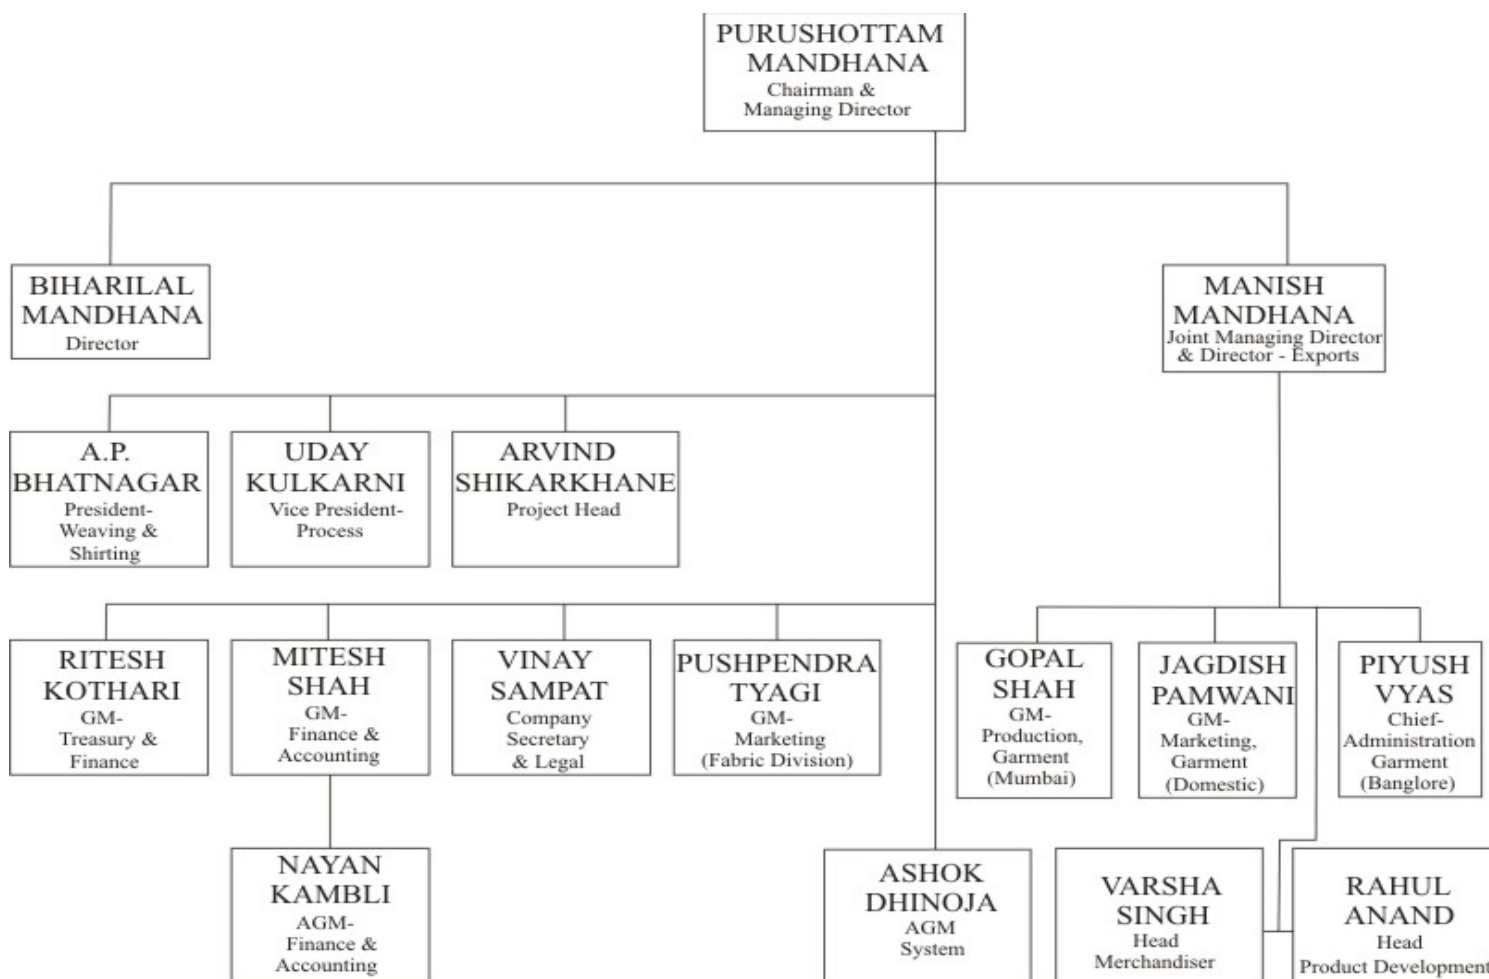 PURUSHOTTAM
MANDHANA
Chairman &
Managing Director
BIHARILAL
MANDHANA
Director
MANISH
MANDHANA
Joint Managing Director
& Director - Exports
A.P.
BHATNAGAR
President-
Weaving &
Shirting
UDAY
KULKARNI
Vice President-
Process
ARVIND
SHIKARKHANE
Project Head
RITESH
KOTHARI
GM-
Treasury &
Finance
MITESH
SHAH
GM-
Finance &
Accounting
VINAY
SAMPAT
Company
Secretary
& Legal
PUSHPENDRA
TYAGI
GM-
Marketing
(Fabric Division)
GOPAL
SHAH
GM-
Production,
Garment
(Mumbai)
JAGDISH
PAMWANI
GM-
Marketing,
Garment
(Domestic)
PIYUSH
VYAS
Chief-
Administration
Garment
(Banglore)
NAYAN
KAMBLI
AGM-
Finance &
Accounting
ASHOK
DHINOJA
AGM
System
VARSHA
SINGH
Head
Merchandiser
RAHUL
ANAND
Head
Product Development